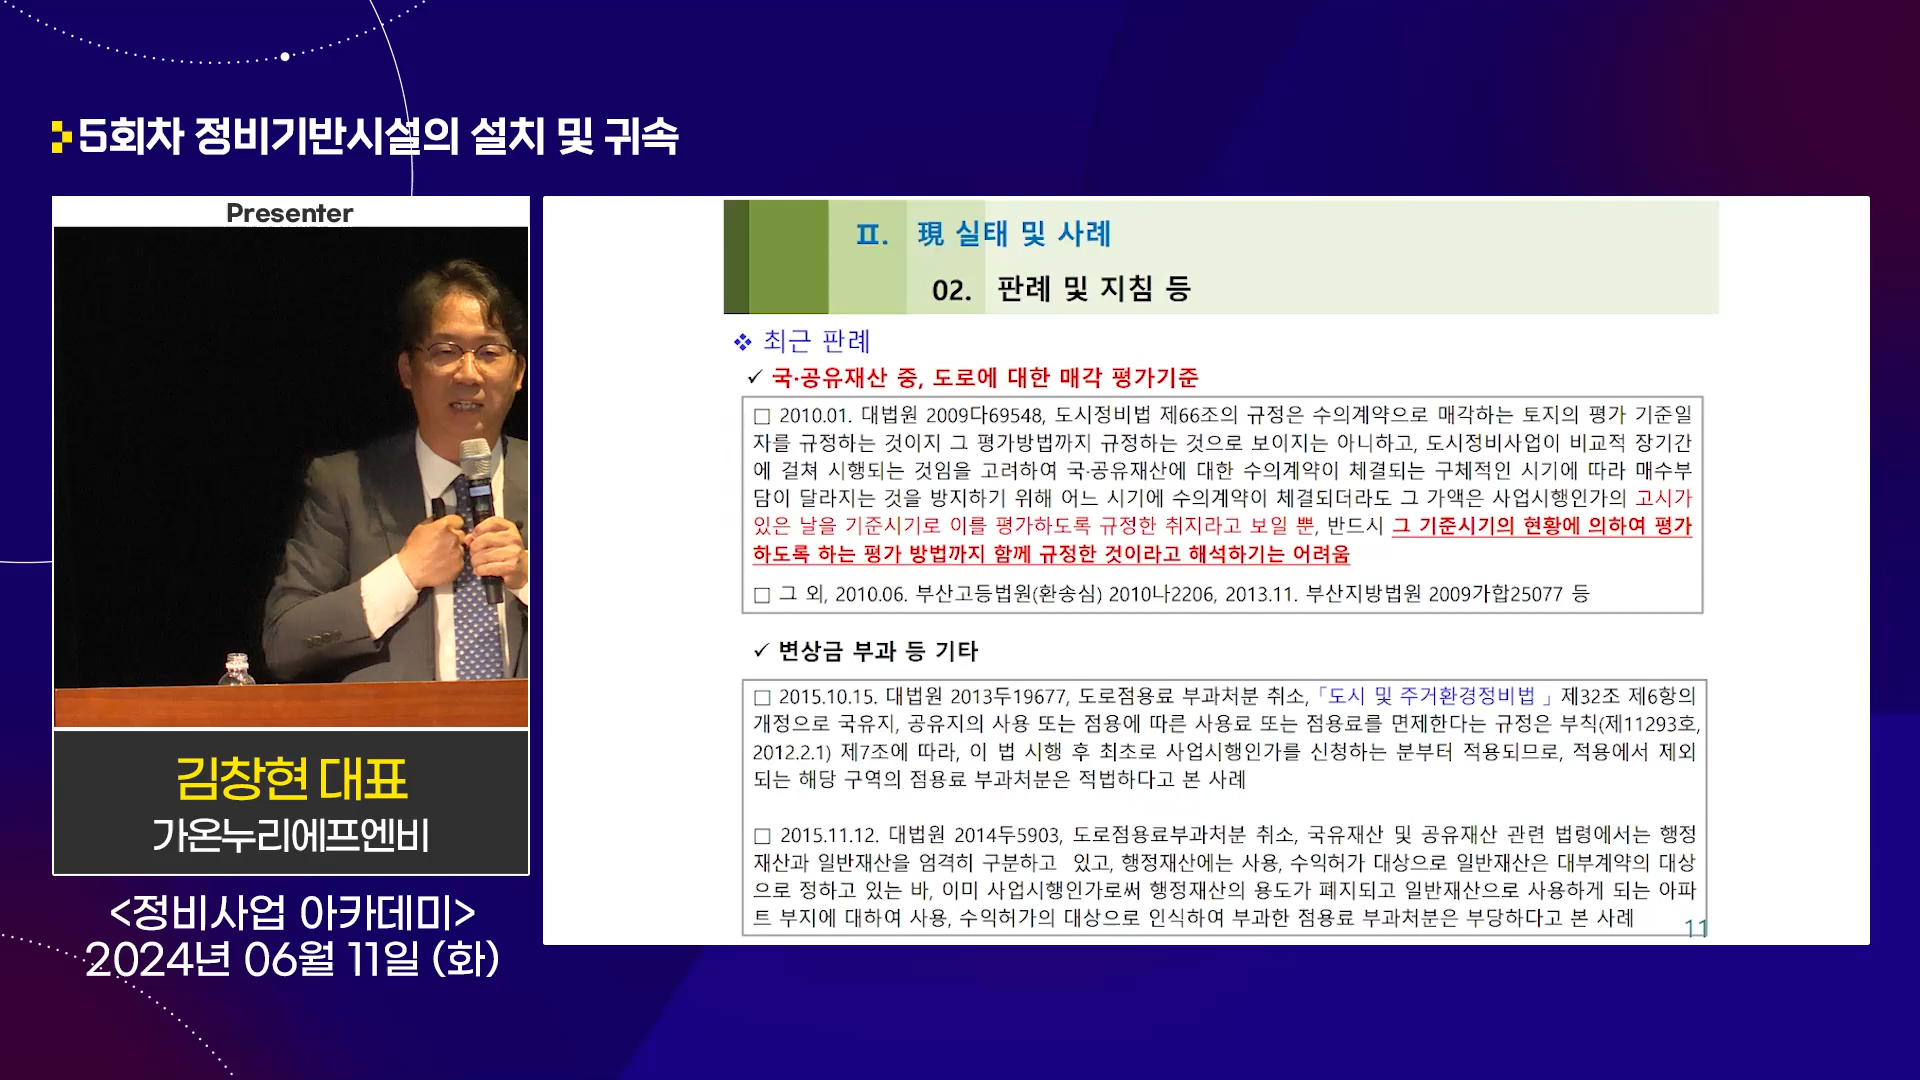 5회차 정비기반시설의 설치 및 귀속
Presenter
김창현 대표
가온누리에프엔비
<정비사업 아카데미>
2024년 06월 11일 (화)
Ⅱ. 現 실태 및 사례
02. 판례 및 지침 등
❖ 최근 판례
✓ 국·공유재산 중, 도로에 대한 매각 평가기준
□ 2010.01. 대법원 2009다69548, 도시정비법 제66조의 규정은 수의계약으로 매각하는 토지의 평가 기준일
자를 규정하는 것이지 그 평가방법까지 규정하는 것으로 보이지는 아니하고, 도시정비사업이 비교적 장기간
에 걸쳐 시행되는 것임을 고려하여 국·공유재산에 대한 수의계약이 체결되는 구체적인 시기에 따라 매수부
담이 달라지는 것을 방지하기 위해 어느 시기에 수의계약이 체결되더라도 그 가액은 사업시행인가의 고시가
있은 날을 기준시기로 이를 평가하도록 규정한 취지라고 보일 뿐, 반드시 그 기준시기의 현황에 의하여 평가
하도록 하는 평가 방법까지 함께 규정한 것이라고 해석하기는 어려움
□ 그 외, 2010.06. 부산고등법원(환송심) 2010나2206, 2013.11. 부산지방법원 2009가합25077 등
✓ 변상금 부과 등 기타
□ 2015.10.15. 대법원 2013두19677, 도로점용료 부과처분 취소,「도시 및 주거환경정비법 」제32조 제6항의
개정으로 국유지, 공유지의 사용 또는 점용에 따른 사용료 또는 점용료를 면제한다는 규정은 부칙(제11293호,
2012.2.1) 제7조에 따라, 이 법 시행 후 최초로 사업시행인가를 신청하는 분부터 적용되므로, 적용에서 제외
되는 해당 구역의 점용료 부과처분은 적법하다고 본 사례
□ 2015.11.12. 대법원 2014두5903, 도로점용료부과처분 취소, 국유재산 및 공유재산 관련 법령에서는 행정
재산과 일반재산을 엄격히 구분하고 있고, 행정재산에는 사용, 수익허가 대상으로 일반재산은 대부계약의 대상
으로 정하고 있는 바, 이미 사업시행인가로써 행정재산의 용도가 폐지되고 일반재산으로 사용하게 되는 아파
트 부지에 대하여 사용, 수익허가의 대상으로 인식하여 부과한 점용료 부과처분은 부당하다고 본 사례
11